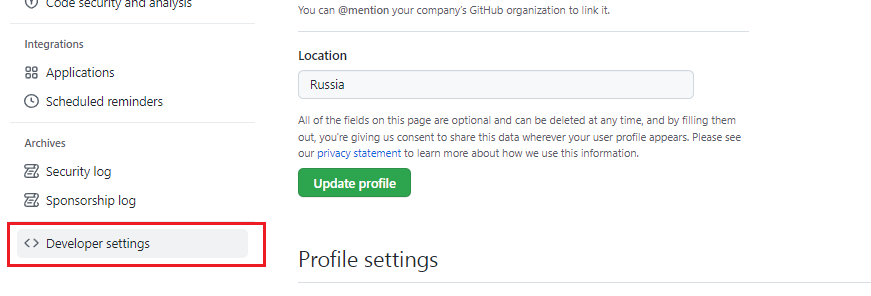 Code security and analysis
Integrations
Applications
Scheduled reminders
Archives
Security log
Sponsorship log
Developer settings
You can @mention your company's GitHub organization to link it.
Location
Russia
All of the fields on this page are optional and can be deleted at any time, and by filling them
out, you're giving us consent to share this data wherever your user profile appears. Please see
our privacy statement to learn more about how we use this information.
Update profile
Profile settings